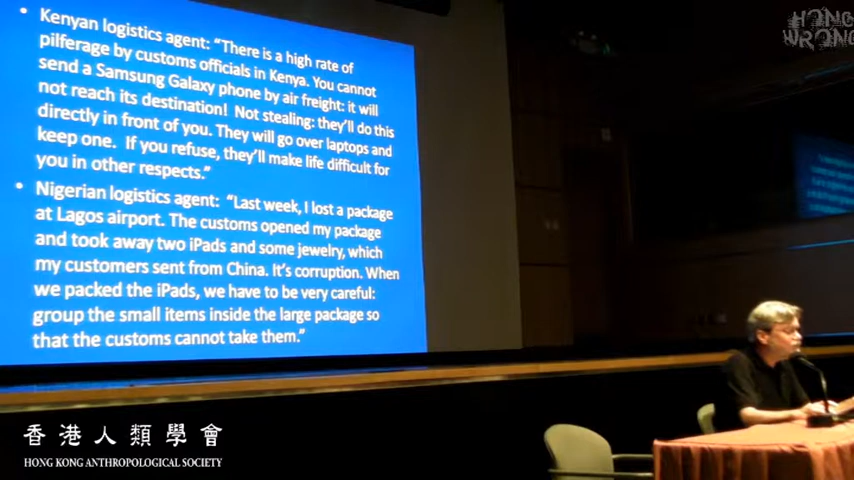 HONG
WRONG
• Kenyan logistics agent: “There is a high rate of
pilferage by customs officials in Kenya. You cannot
send a Samsung Galaxy phone by air freight: it will
not reach its destination! Not stealing: they’ll do this
directly in front of you. They will go over laptops and
keep one. If you refuse, they’ll make life difficult for
you in other respects.”
• Nigerian logistics agent: “Last week, I lost a package
at Lagos airport. The customs opened my package
and took away two iPads and some jewelry, which
my customers sent from China. It’s corruption. When
we packed the iPads, we have to be very careful:
group the small items inside the large package so
that the customs cannot take them.”
香港人類學會
HONG KONG ANTHROPOLOGICAL SOCIETY